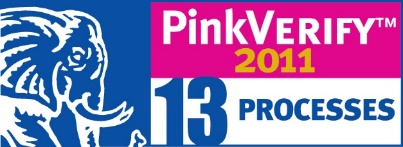 PINKVERIFY™
2011
13 PROCESSES